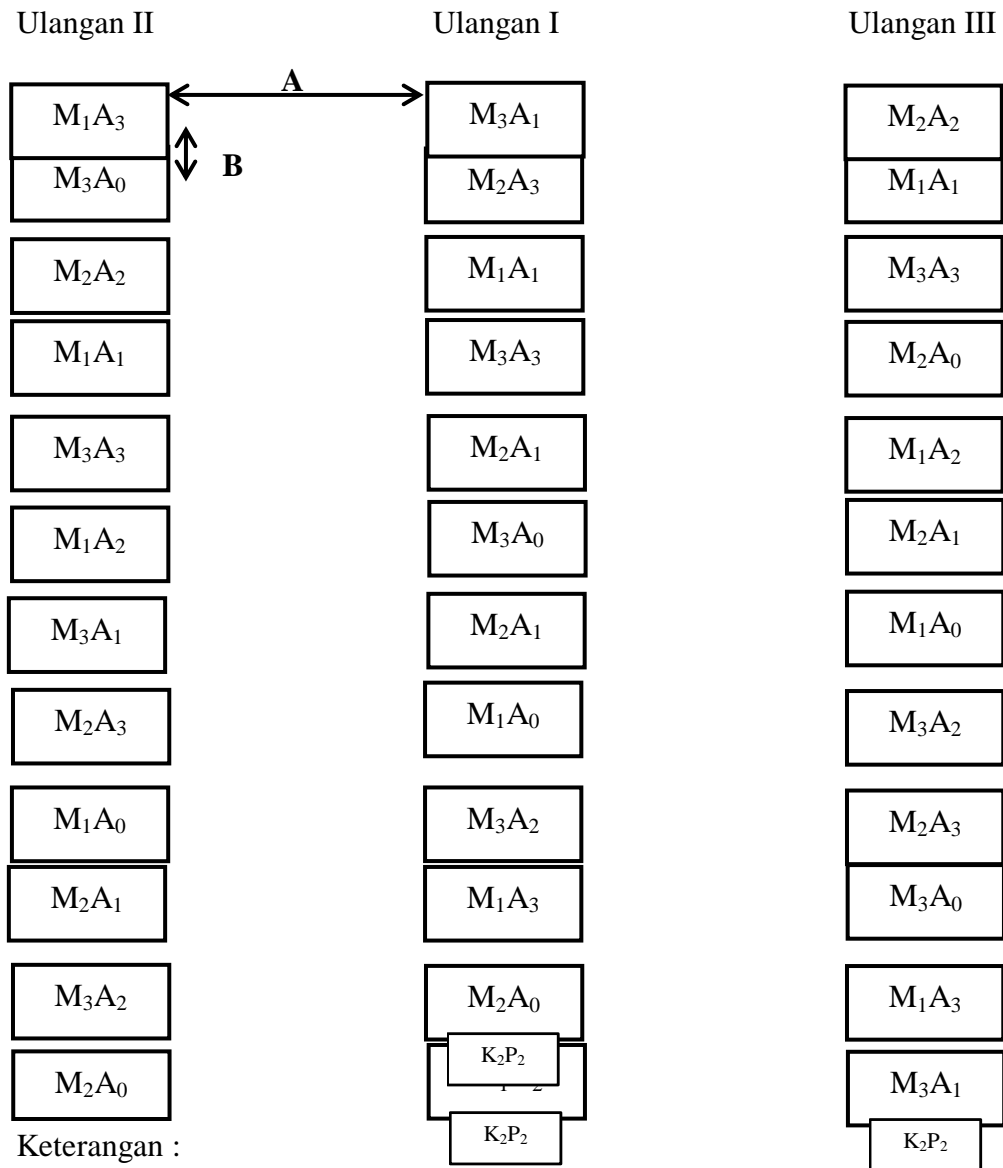 Ulangan II Ulangan I Ulangan III
A
M₁A₃ M₃A₁ M₂A₂
B
M₃A₀ M₂A₃ M₁A₁
M₂A₂ M₁A₁ M₃A₃
M₁A₁ M₃A₃ M₂A₀
M₃A₃ M₂A₁ M₁A₂
M₁A₂ M₃A₀ M₂A₁
M₃A₁ M₂A₁ M₁A₀
M₂A₃ M₁A₀ M₃A₂
M₁A₀ M₃A₂ M₂A₃
M₂A₁ M₁A₃ M₃A₀
M₃A₂ M₂A₀ M₁A₃
K₂P₂
M₂A₀ M₃A₁
Keterangan : K₂P₂ K₂P₂